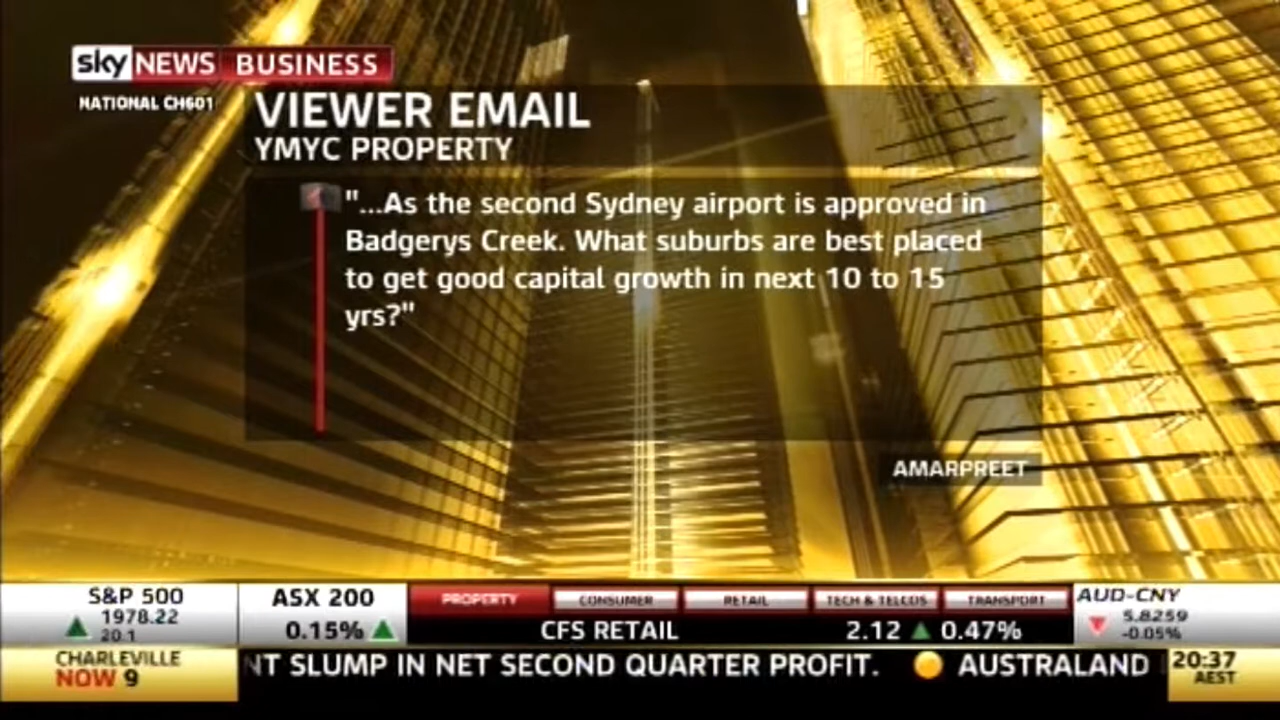 sky NEWS BUSINESS
NATIONAL CH601
VIEWER EMAIL
YMYC PROPERTY
"...As the second Sydney airport is approved in
Badgerys Creek. What suburbs are best placed
to get good capital growth in next 10 to 15
yrs?"
AMARPREET
S&P 500
1978.22
20.1
ASX 200
0.15%
PROPERTY CONSUMER RETAIL TECH & TELCOS TRANSPORT
CFS RETAIL 2.12 0.47%
AUD-CNY
5.8259
-0.05%
CHARLEVILLE
NOW 9
NT SLUMP IN NET SECOND QUARTER PROFIT. AUSTRALAND
20:37
AEST